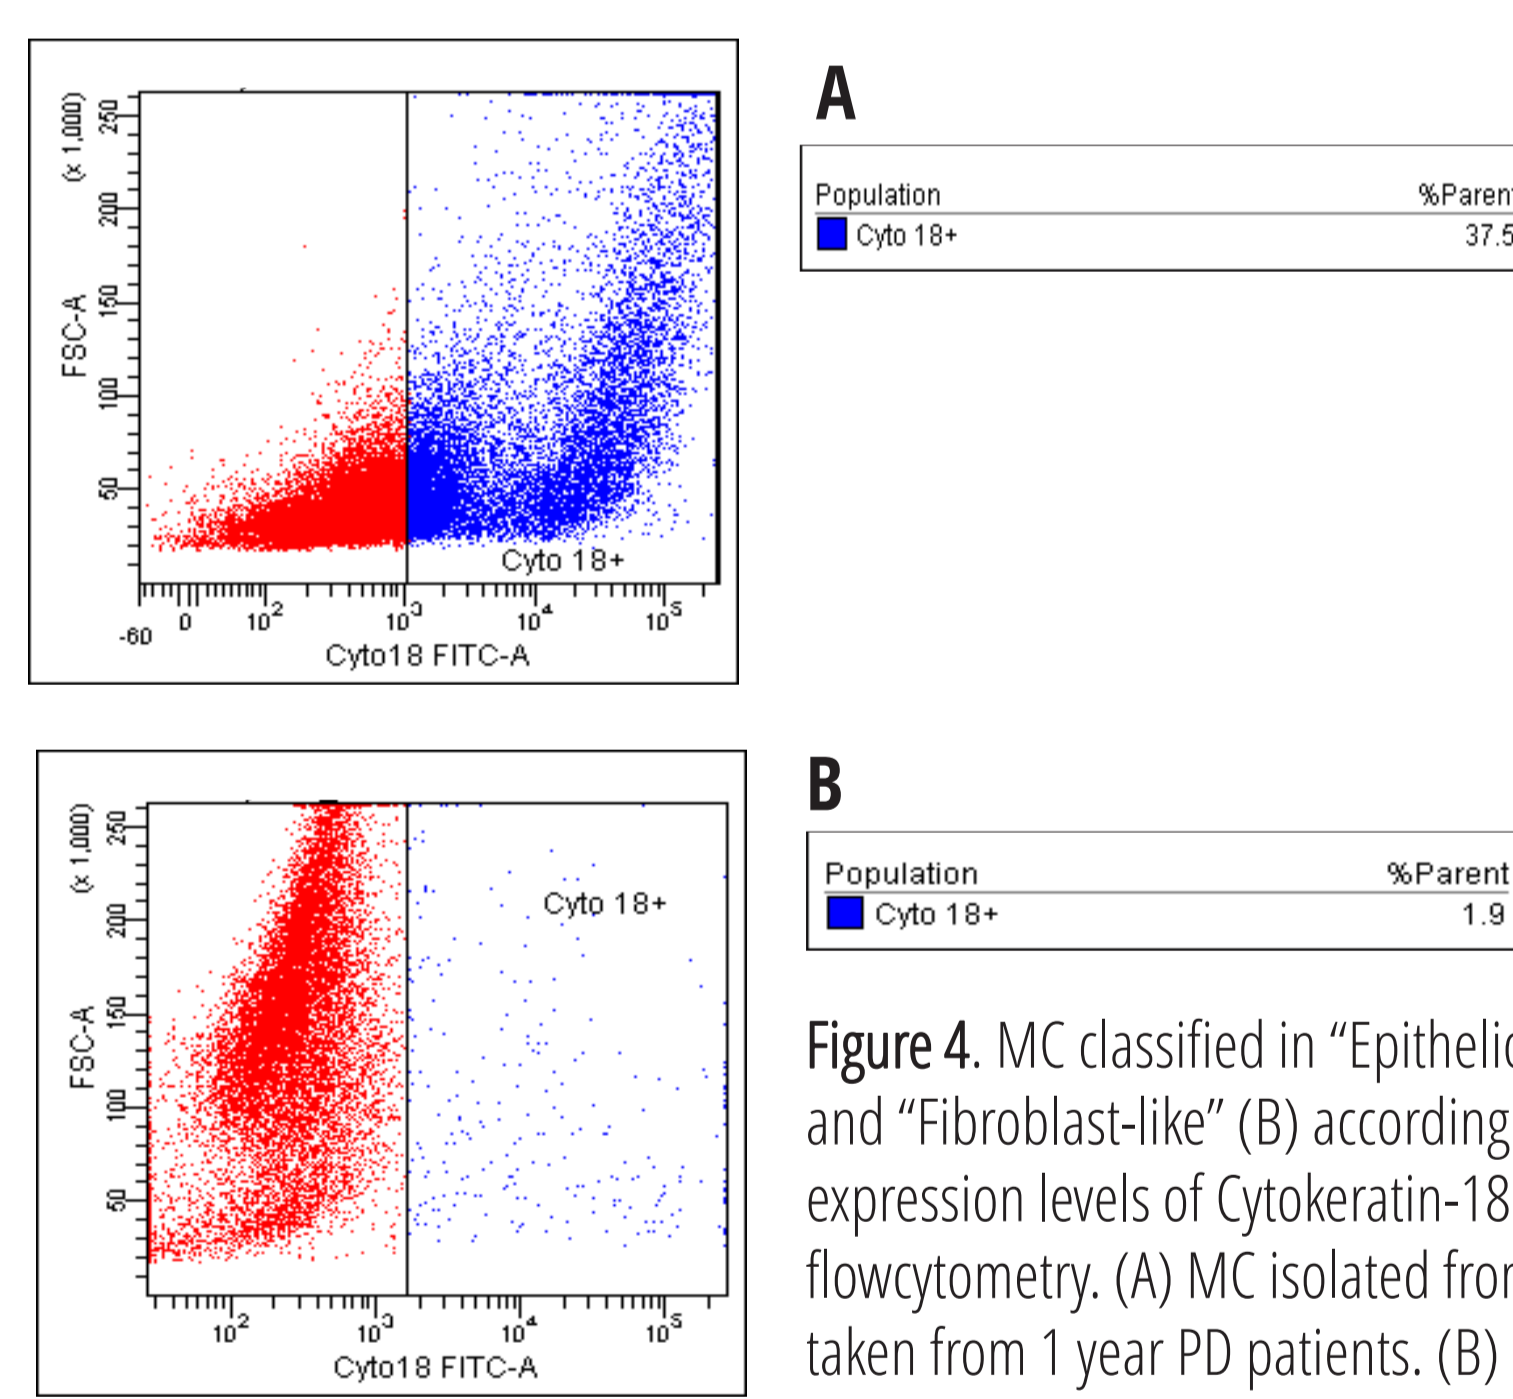 A
(x 1,000)
FSC-A
250
200
150
100
50
Cyto 18+
-60 0 10² 10³ 10⁴ 10⁵
Cyto18 FITC-A
Population %Parent
Cyto 18+ 37.5
B
(x 1,000)
FSC-A
250
200
150
100
50
Cyto 18+
10² 10³ 10⁴ 10⁵
Cyto18 FITC-A
Population %Parent
Cyto 18+ 1.9
Figure 4. MC classified in “Epithelio
and “Fibroblast-like” (B) according
expression levels of Cytokeratin-18
flowcytometry. (A) MC isolated from
taken from 1 year PD patients. (B)